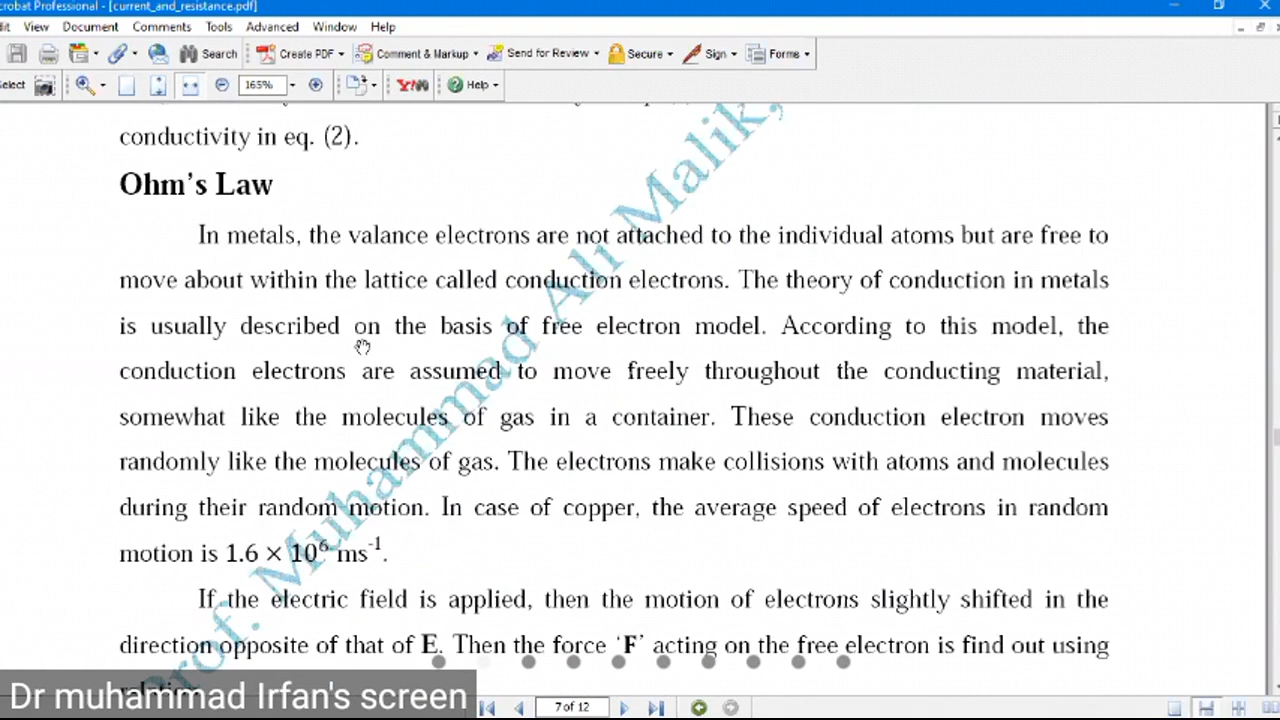 crobat Professional - [current_and_resistance.pdf]
dit View Document Comments Tools Advanced Window Help
Search Create PDF Comment & Markup Send for Review Secure Sign Forms
Select 165% Y! Help
conductivity in eq. (2).
Ohm's Law
In metals, the valance electrons are not attached to the individual atoms but are free to
move about within the lattice called conduction electrons. The theory of conduction in metals
is usually described on the basis of free electron model. According to this model, the
conduction electrons are assumed to move freely throughout the conducting material,
somewhat like the molecules of gas in a container. These conduction electron moves
randomly like the molecules of gas. The electrons make collisions with atoms and molecules
during their random motion. In case of copper, the average speed of electrons in random
motion is 1.6 × 10⁶ ms⁻¹.
If the electric field is applied, then the motion of electrons slightly shifted in the
direction opposite of that of E. Then the force ‘F’ acting on the free electron is find out using
Prof. Muhammad Ali Malik,
Dr muhammad Irfan's screen
7 of 12